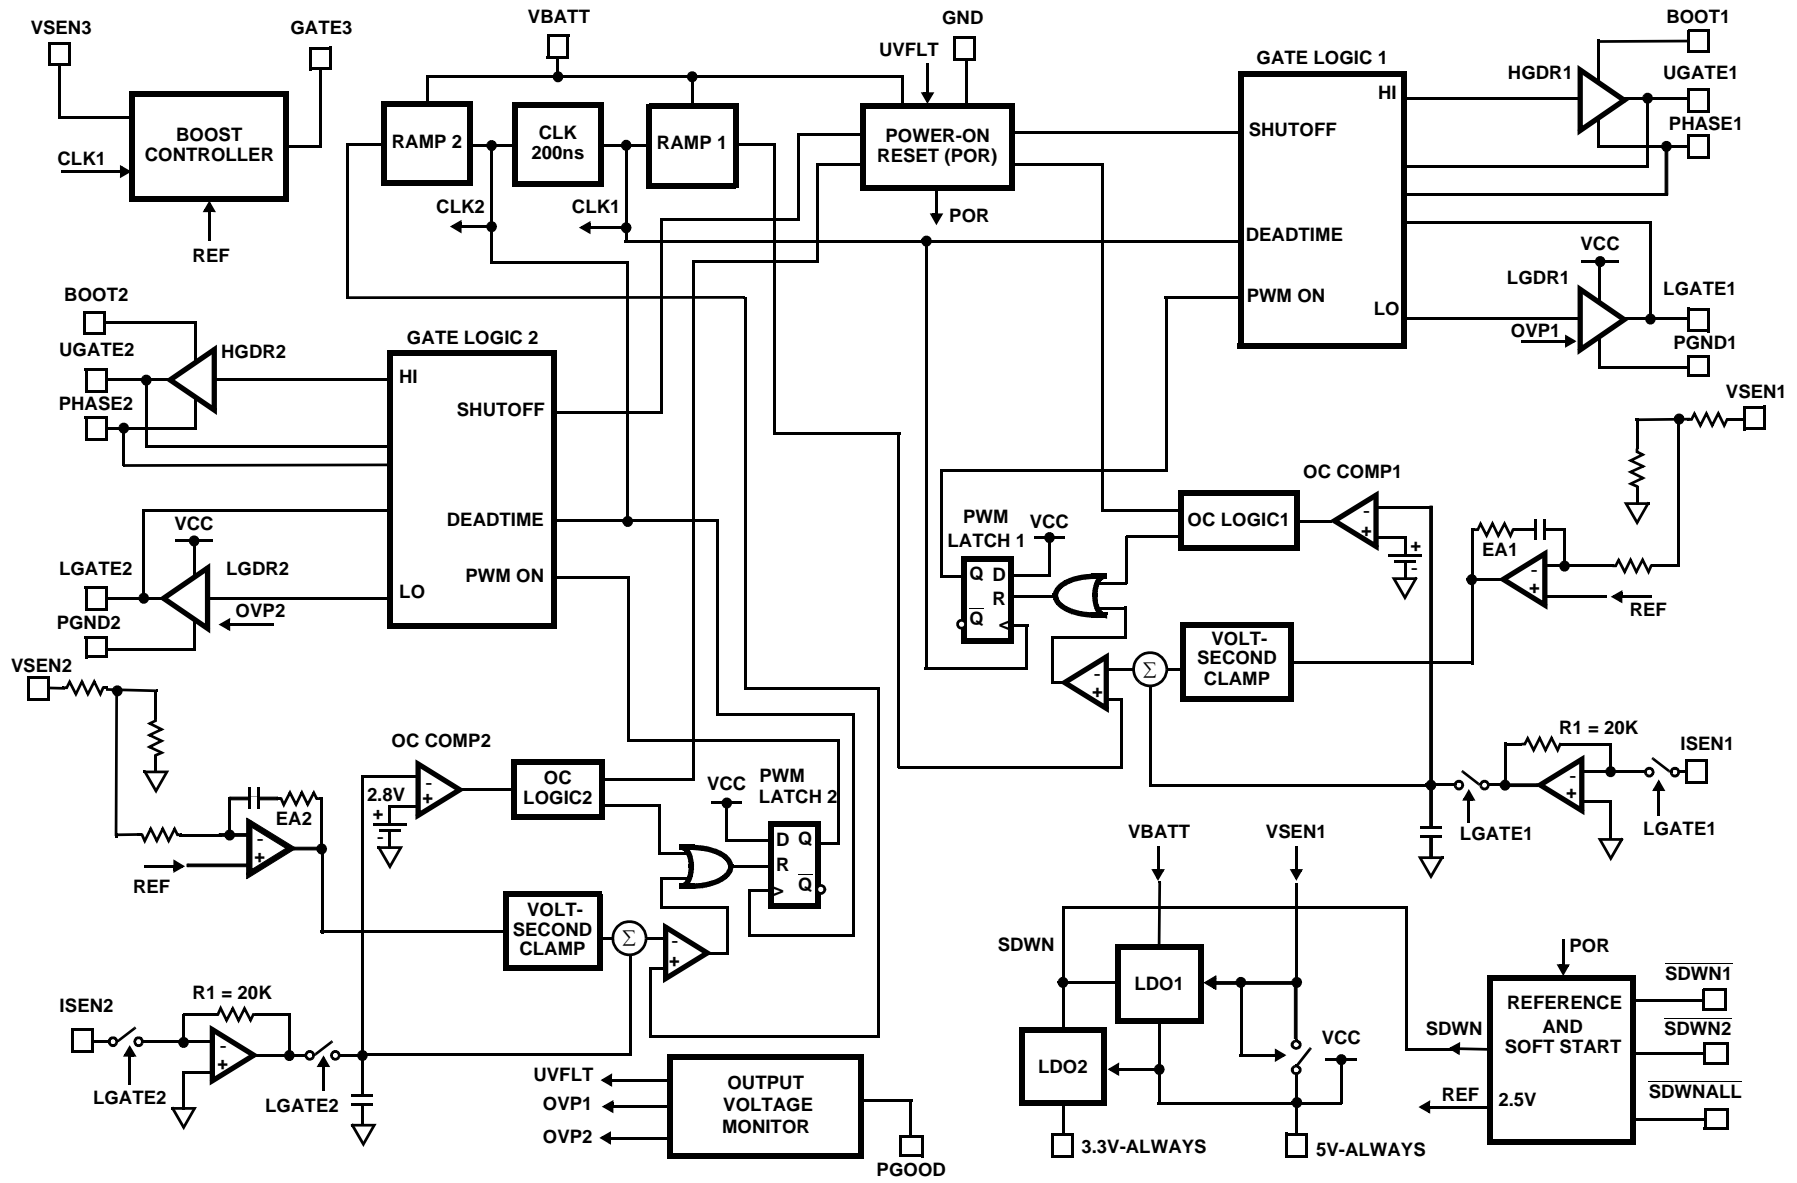 VSEN3
GATE3
VBATT
GND
UVFLT
BOOT1
GATE LOGIC 1
HGDR1
UGATE1
HI
PHASE1
BOOST
CONTROLLER
CLK1
REF
RAMP 2
CLK
200ns
RAMP 1
POWER-ON
RESET (POR)
SHUTOFF
CLK2
CLK1
POR
DEADTIME
VCC
LGDR1
LGATE1
PWM ON
LO
OVP1
PGND1
BOOT2
UGATE2
HGDR2
PHASE2
GATE LOGIC 2
HI
SHUTOFF
DEADTIME
PWM ON
LO
VCC
LGATE2
LGDR2
OVP2
PGND2
VSEN1
OC COMP1
OC LOGIC1
-
+
+
-
PWM
LATCH 1
VCC
Q D
R
Q
<
EA1
-
+
REF
VOLT-
SECOND
CLAMP
Σ
-
+
R1 = 20K
ISEN1
-
+
LGATE1
LGATE1
VSEN2
OC COMP2
2.8V
-
+
+
-
OC
LOGIC2
VCC
PWM
LATCH 2
D Q
R
Q
>
EA2
-
+
REF
VOLT-
SECOND
CLAMP
Σ
-
+
ISEN2
R1 = 20K
-
+
LGATE2
LGATE2
UVFLT
OVP1
OVP2
OUTPUT
VOLTAGE
MONITOR
PGOOD
VBATT
VSEN1
SDWN
LDO1
LDO2
VCC
3.3V-ALWAYS
5V-ALWAYS
POR
REFERENCE
AND
SOFT START
2.5V
SDWN
REF
SDWN1
SDWN2
SDWNALL